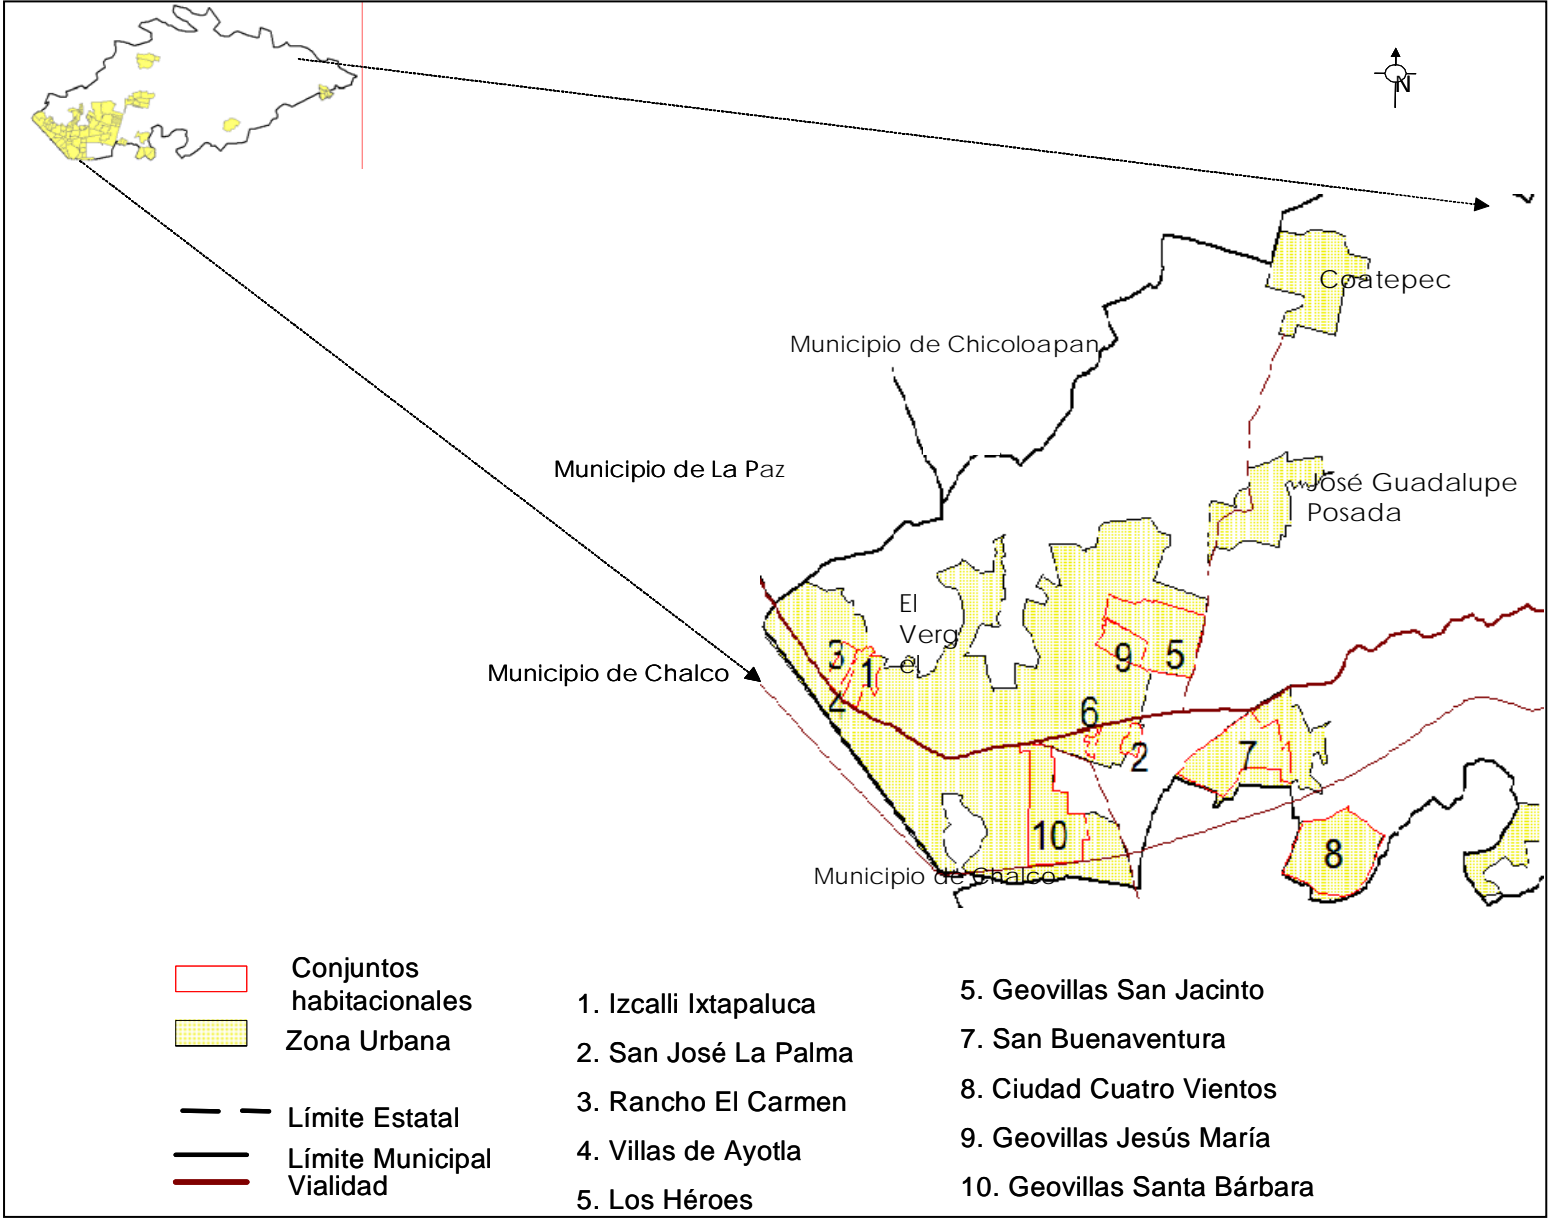 N
Coatepec
Municipio de Chicoloapan
Municipio de La Paz
José Guadalupe
Posada
El
Verg
el
Municipio de Chalco
3
1
4
9
5
6
2
7
10
8
Municipio de Chalco
Conjuntos
habitacionales
Zona Urbana
Límite Estatal
Límite Municipal
Vialidad
1. Izcalli Ixtapaluca
2. San José La Palma
3. Rancho El Carmen
4. Villas de Ayotla
5. Los Héroes
5. Geovillas San Jacinto
7. San Buenaventura
8. Ciudad Cuatro Vientos
9. Geovillas Jesús María
10. Geovillas Santa Bárbara